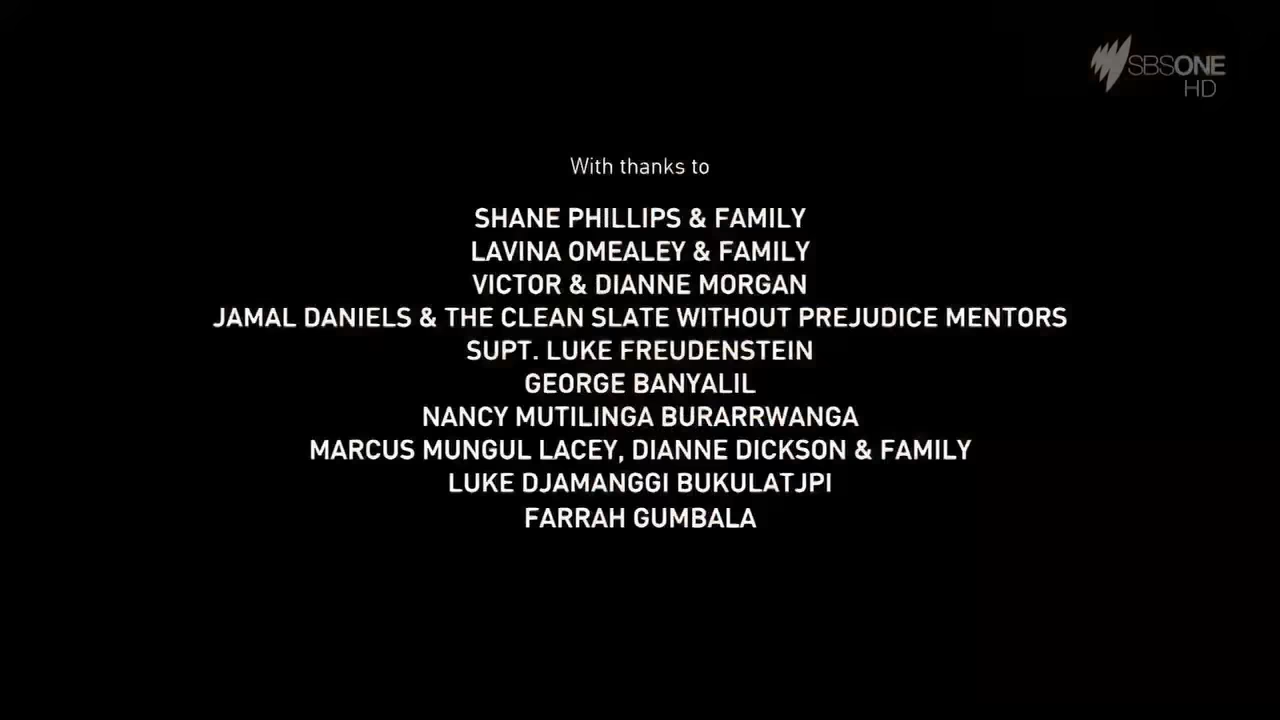 SBSONE
HD
With thanks to
SHANE PHILLIPS & FAMILY
LAVINA OMEALEY & FAMILY
VICTOR & DIANNE MORGAN
JAMAL DANIELS & THE CLEAN SLATE WITHOUT PREJUDICE MENTORS
SUPT. LUKE FREUDENSTEIN
GEORGE BANYALIL
NANCY MUTILINGA BURARRWANGA
MARCUS MUNGUL LACEY, DIANNE DICKSON & FAMILY
LUKE DJAMANGGI BUKULATJPI
FARRAH GUMBALA